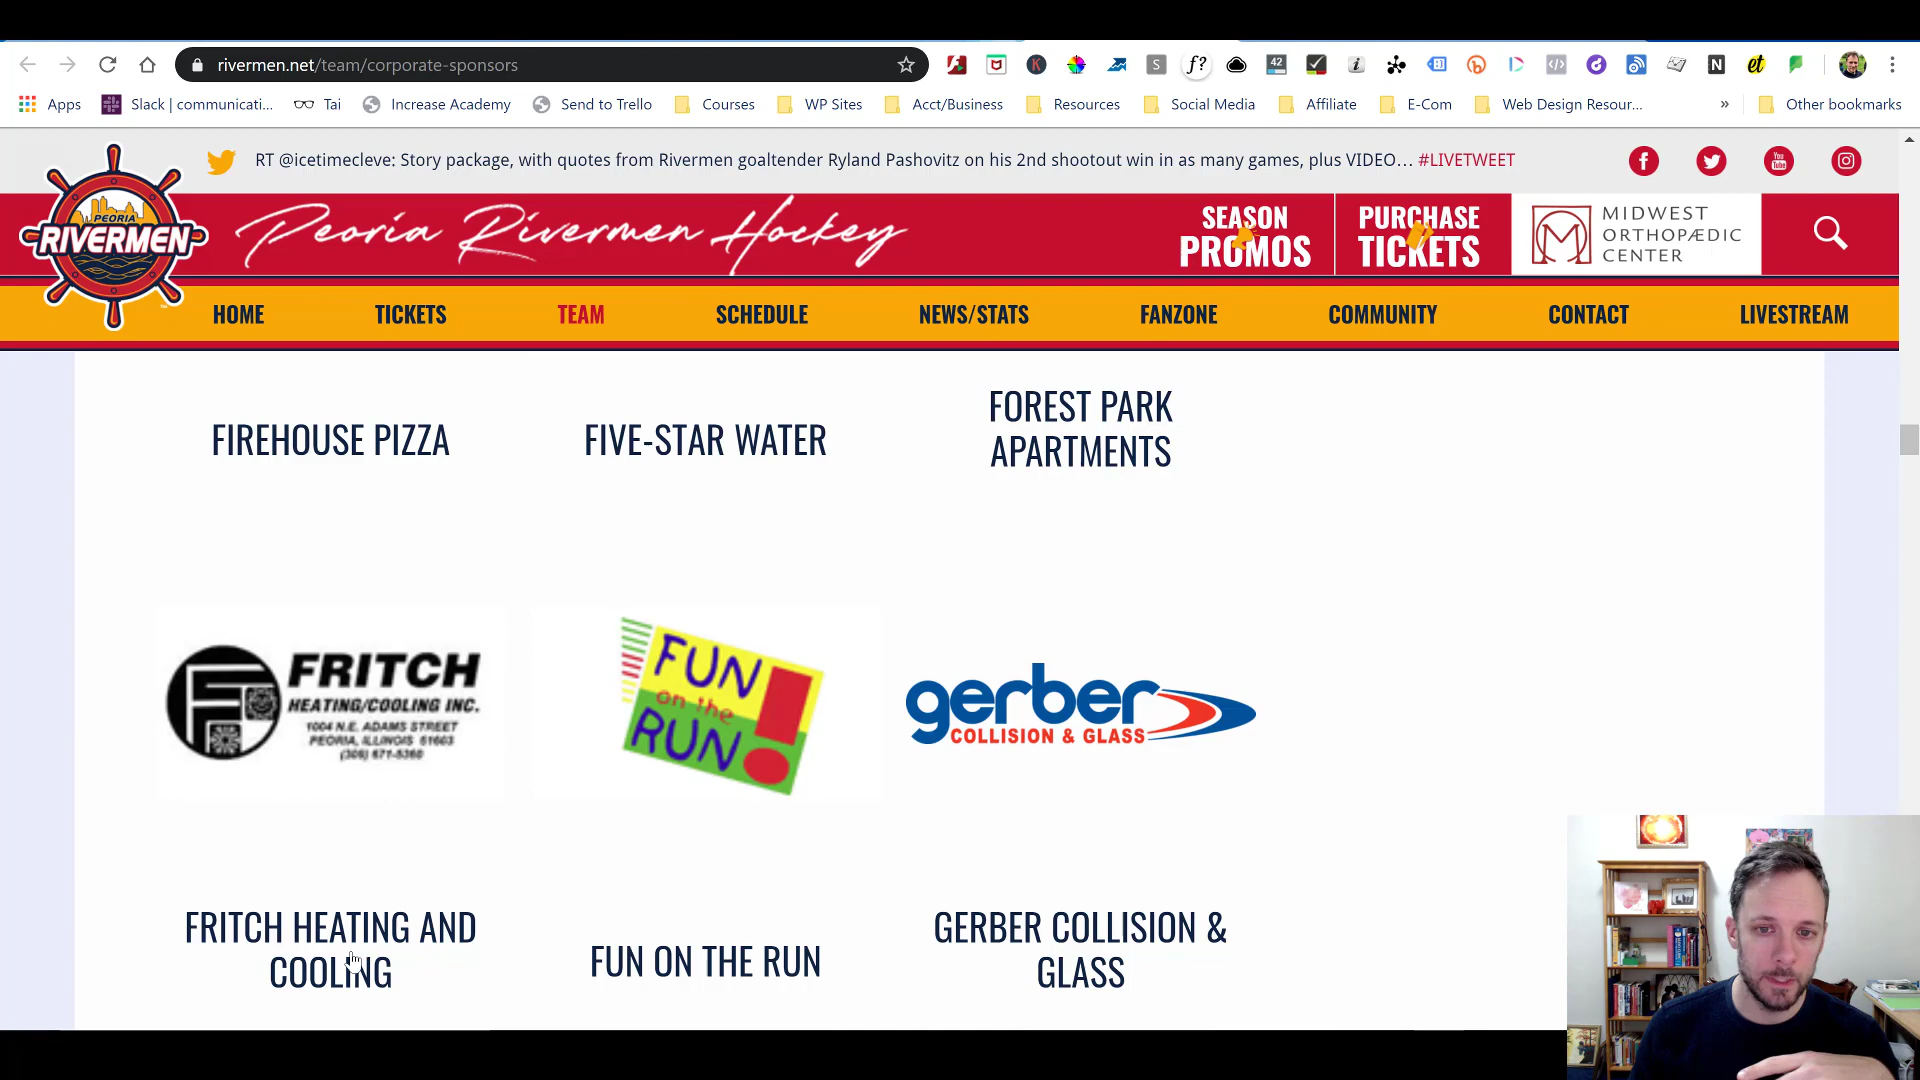 rivermen.net/team/corporate-sponsors
Apps
Slack | communicati...
Tai
Increase Academy
Send to Trello
Courses
WP Sites
Acct/Business
Resources
Social Media
Affiliate
E-Com
Web Design Resour...
»
Other bookmarks
RT @icetimecleve: Story package, with quotes from Rivermen goaltender Ryland Pashovitz on his 2nd shootout win in as many games, plus VIDEO... #LIVETWEET
PEORIA
RIVERMEN
Peoria Rivermen Hockey
SEASON
PROMOS
PURCHASE
TICKETS
MIDWEST
ORTHOPÆDIC
CENTER
HOME
TICKETS
TEAM
SCHEDULE
NEWS/STATS
FANZONE
COMMUNITY
CONTACT
LIVESTREAM
FIREHOUSE PIZZA
FIVE-STAR WATER
FOREST PARK
APARTMENTS
FRITCH
HEATING/COOLING INC.
1004 N.E. ADAMS STREET
PEORIA, ILLINOIS 61603
FUN
on the
RUN!
gerber
COLLISION & GLASS
FRITCH HEATING AND
COOLING
FUN ON THE RUN
GERBER COLLISION &
GLASS